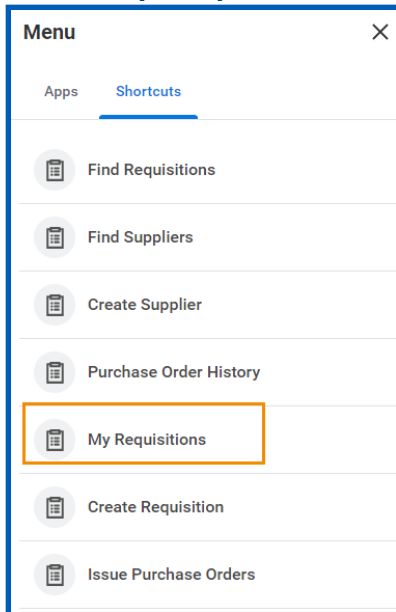 Menu
Apps Shortcuts
Find Requisitions
Find Suppliers
Create Supplier
Purchase Order History
My Requisitions
Create Requisition
Issue Purchase Orders